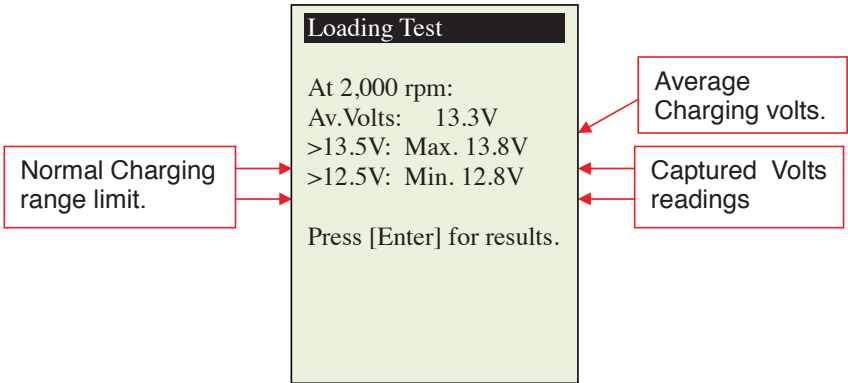 Loading Test
At 2,000 rpm:
Av.Volts: 13.3V
>13.5V: Max. 13.8V
>12.5V: Min. 12.8V
Press [Enter] for results.
Normal Charging
range limit.
Average
Charging volts.
Captured Volts
readings